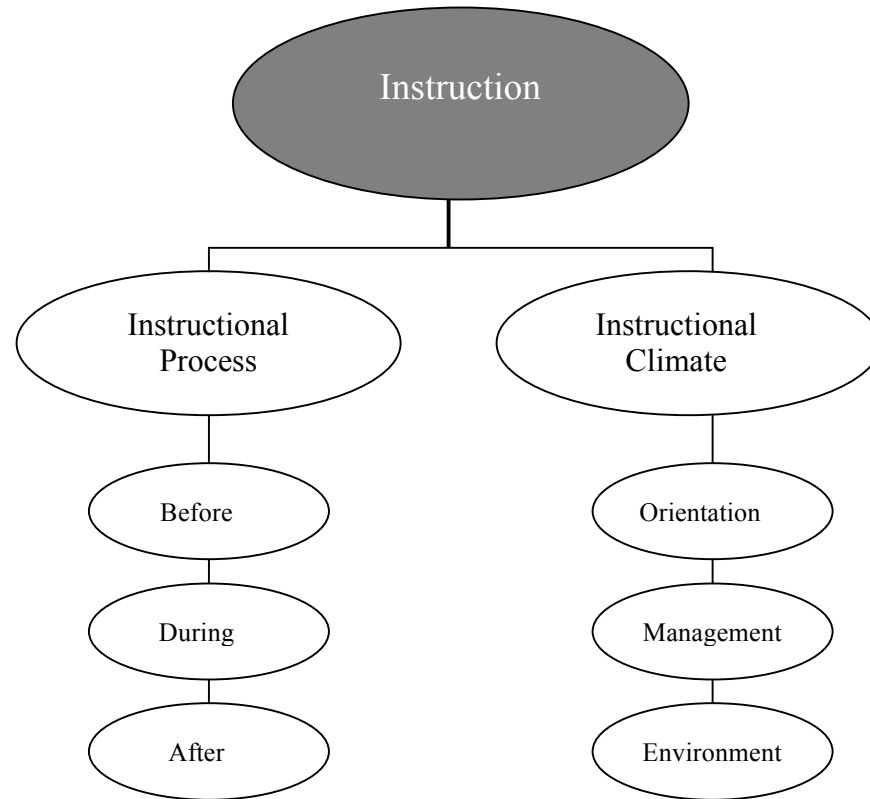 Instruction
Instructional
Process
Instructional
Climate
Before
Orientation
During
Management
After
Environment